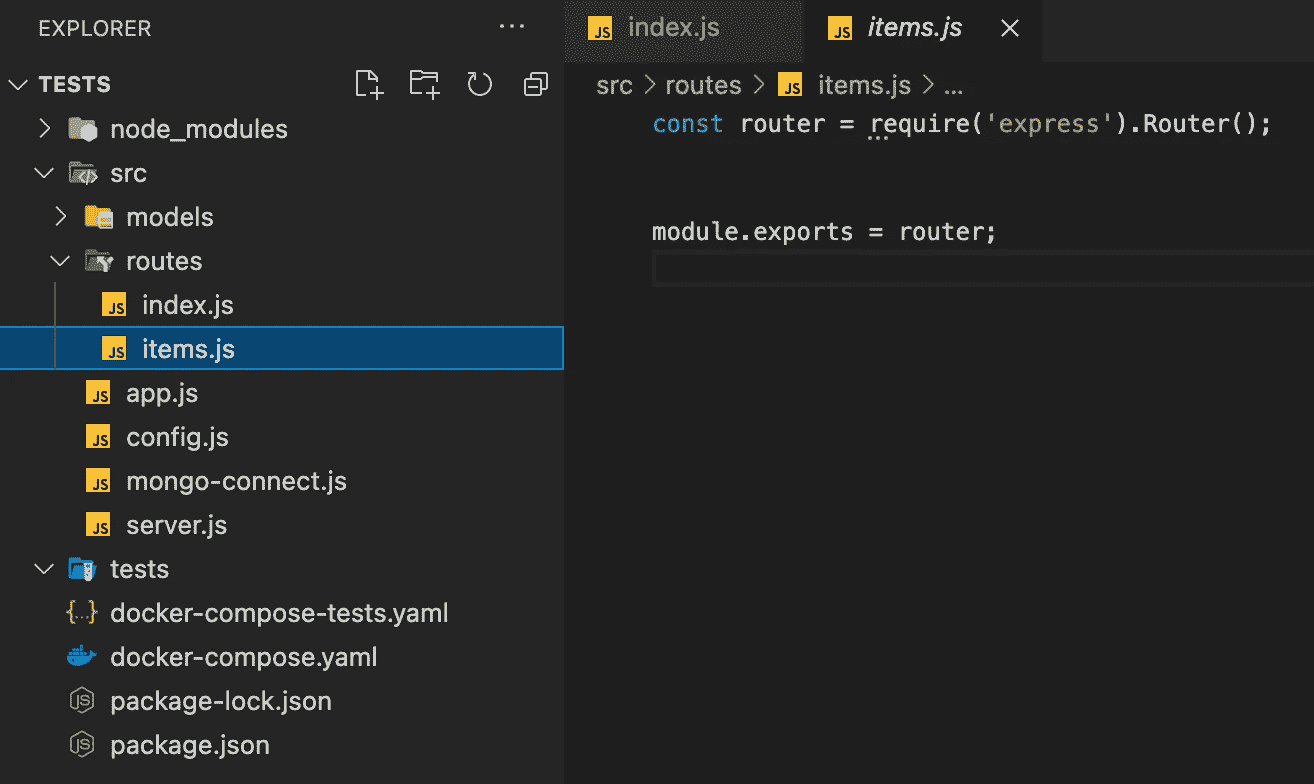 EXPLORER ...
TESTS
node_modules
src
models
routes
JS index.js
JS items.js
JS app.js
JS config.js
JS mongo-connect.js
JS server.js
tests
{..} docker-compose-tests.yaml
docker-compose.yaml
JS package-lock.json
JS package.json
JS index.js JS items.js
src > routes > JS items.js > ...
const router = require('express').Router();
module.exports = router;